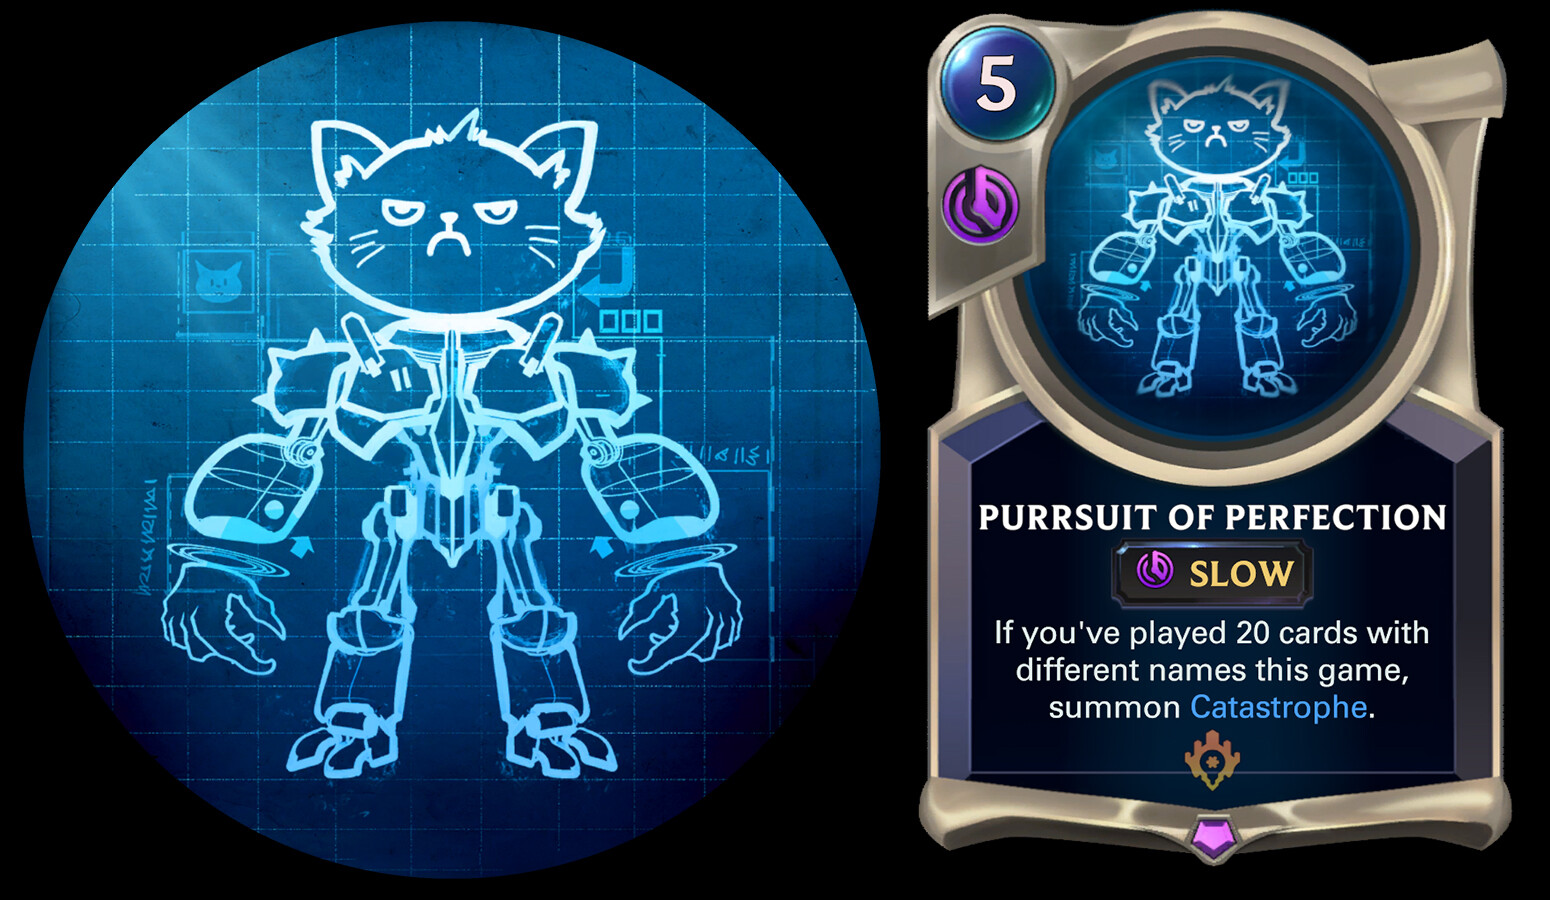 5
PURRSUIT OF PERFECTION
SLOW
If you've played 20 cards with
different names this game,
summon Catastrophe.